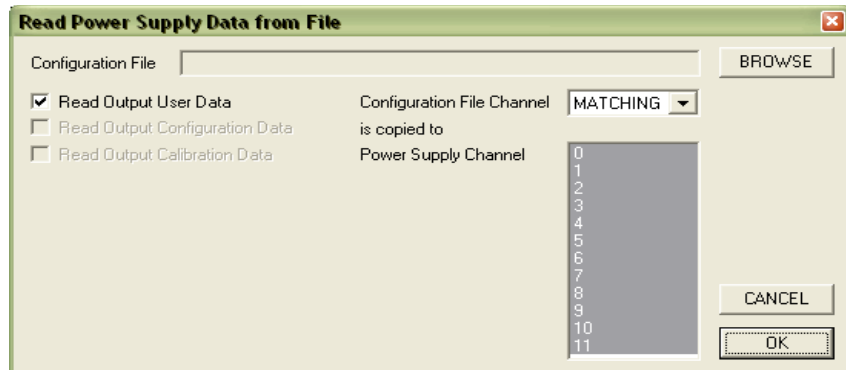 Read Power Supply Data from File
Configuration File
BROWSE
Read Output User Data
Read Output Configuration Data
Read Output Calibration Data
Configuration File Channel
MATCHING
is copied to
Power Supply Channel
0
1
2
3
4
5
6
7
8
9
10
11
CANCEL
OK